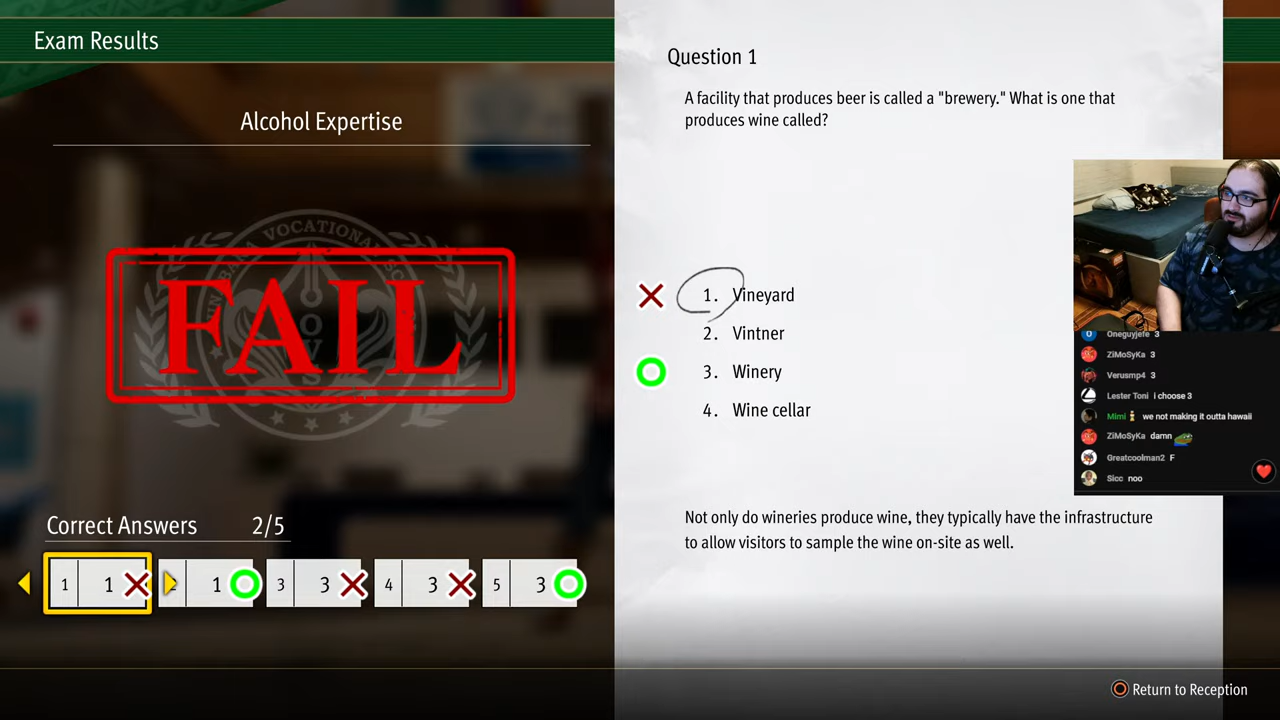 Exam Results
Alcohol Expertise
VOCATIONAL
FAIL
Correct Answers 2/5
1 1
1
3 3
4 3
5 3
Question 1
A facility that produces beer is called a "brewery." What is one that
produces wine called?
1. Vineyard
2. Vintner
3. Winery
4. Wine cellar
Not only do wineries produce wine, they typically have the infrastructure
to allow visitors to sample the wine on-site as well.
O Oneguyjefe 3
ZiMoSyKa 3
Verusmp4 3
Lester Toni i choose 3
Mimi we not making it outta hawaii
ZiMoSyKa damn
Greatcoolman2 F
Sicc noo
Return to Reception